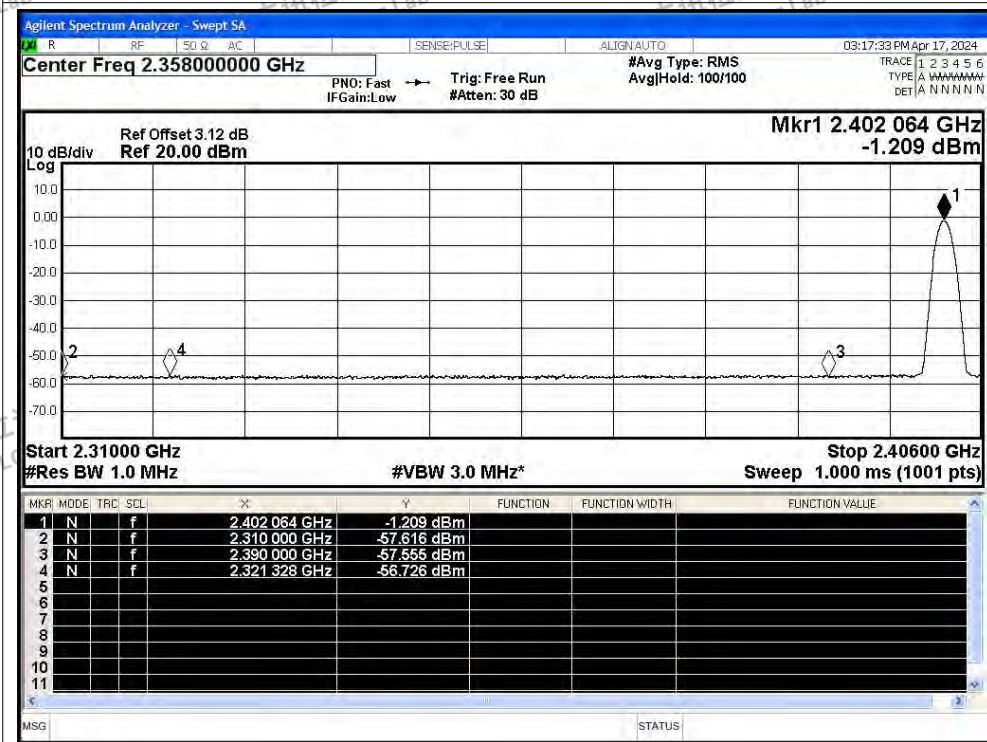 Agilent Spectrum Analyzer - Swept SA
LXI R RF 50 Ω AC SENSE:PULSE ALIGNAUTO 03:17:33 PM Apr 17, 2024
Center Freq 2.358000000 GHz #Avg Type: RMS TRACE 1 2 3 4 5 6
PNO: Fast Trig: Free Run Avg|Hold: 100/100 TYPE A WWWWW
IFGain:Low #Atten: 30 dB DET A N N N N N
Mkr1 2.402 064 GHz
Ref Offset 3.12 dB
10 dB/div Ref 20.00 dBm -1.209 dBm
Log
10.0
1
0.00
-10.0
-20.0
-30.0
-40.0
-50.0 2 4 3
-60.0
-70.0
Start 2.31000 GHz Stop 2.40600 GHz
#Res BW 1.0 MHz #VBW 3.0 MHz* Sweep 1.000 ms (1001 pts)
MKR MODE TRC SCL X Y FUNCTION FUNCTION WIDTH FUNCTION VALUE
1 N f 2.402 064 GHz -1.209 dBm
2 N f 2.310 000 GHz -57.616 dBm
3 N f 2.390 000 GHz -57.555 dBm
4 N f 2.321 328 GHz -56.726 dBm
5
6
7
8
9
10
11
MSG STATUS